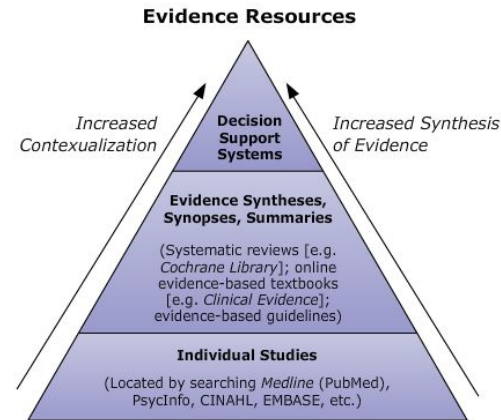 Evidence Resources
Increased
Contexualization
Increased Synthesis
of Evidence
Decision
Support
Systems
Evidence Syntheses,
Synopses, Summaries
(Systematic reviews [e.g.
Cochrane Library]; online
evidence-based textbooks
[e.g. Clinical Evidence];
evidence-based guidelines)
Individual Studies
(Located by searching Medline (PubMed),
PsycInfo, CINAHL, EMBASE, etc.)